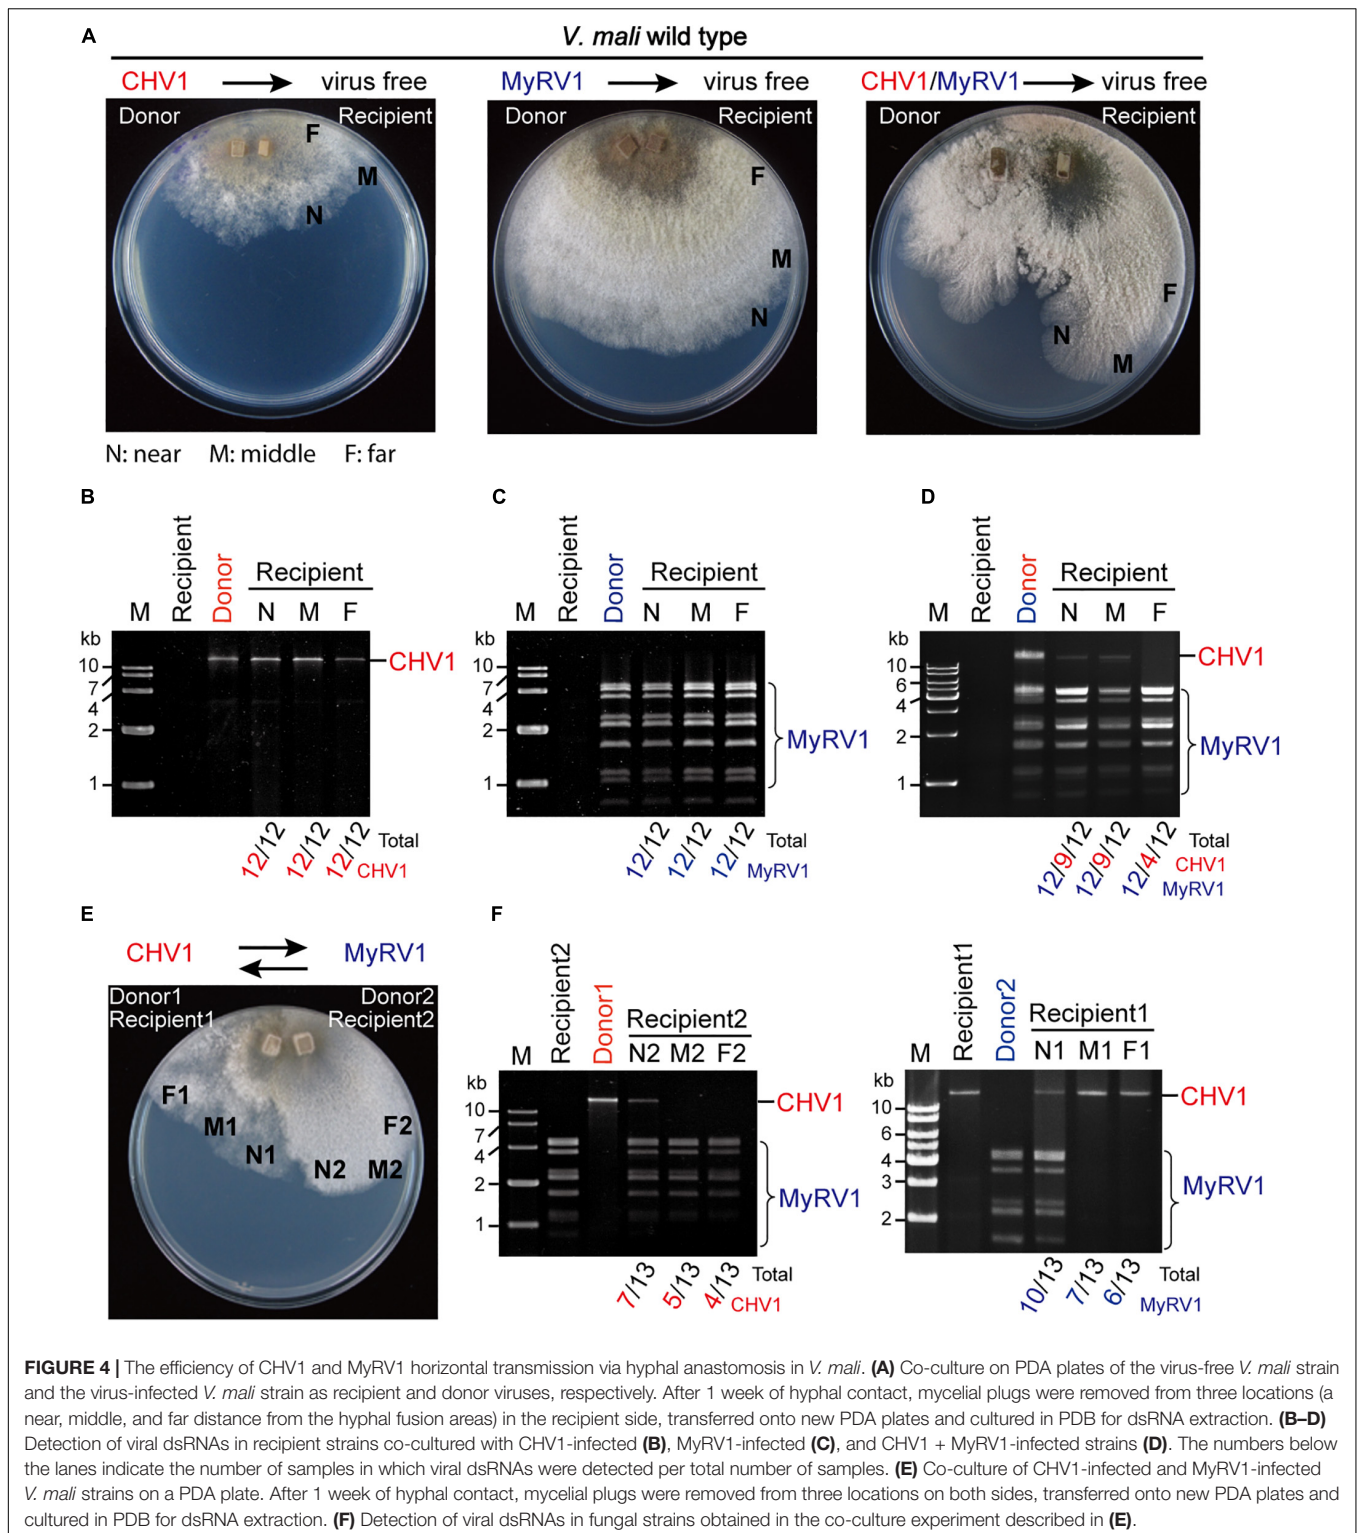 A
V. mali wild type
CHV1 virus free
MyRV1 virus free
CHV1/MyRV1 virus free
Donor Recipient
Donor Recipient
Donor Recipient
F
M
N
F
M
N
F
N
M
N: near M: middle F: far
B
Recipient
Donor
Recipient
M N M F
kb
10
7
4
2
1
CHV1
12/12 12/12 12/12 Total
CHV1
C
Recipient
Donor
Recipient
M N M F
kb
10
7
4
2
1
MyRV1
12/12 12/12 12/12 Total
MyRV1
D
Recipient
Donor
Recipient
M N M F
kb
10
6
4
2
1
CHV1
MyRV1
12/9/12 12/9/12 12/4/12 Total
CHV1
MyRV1
E
CHV1 MyRV1
Donor1 Donor2
Recipient1 Recipient2
F1
M1
N1
F2
N2 M2
F
Recipient2
Donor1
Recipient2
M N2 M2 F2
kb
10
7
4
2
1
CHV1
MyRV1
7/13 5/13 4/13 Total
CHV1
Recipient1
Donor2
Recipient1
M N1 M1 F1
kb
10
6
4
3
2
CHV1
MyRV1
10/13 7/13 6/13 Total
MyRV1
FIGURE 4 | The efficiency of CHV1 and MyRV1 horizontal transmission via hyphal anastomosis in V. mali. (A) Co-culture on PDA plates of the virus-free V. mali strain
and the virus-infected V. mali strain as recipient and donor viruses, respectively. After 1 week of hyphal contact, mycelial plugs were removed from three locations (a
near, middle, and far distance from the hyphal fusion areas) in the recipient side, transferred onto new PDA plates and cultured in PDB for dsRNA extraction. (B–D)
Detection of viral dsRNAs in recipient strains co-cultured with CHV1-infected (B), MyRV1-infected (C), and CHV1 + MyRV1-infected strains (D). The numbers below
the lanes indicate the number of samples in which viral dsRNAs were detected per total number of samples. (E) Co-culture of CHV1-infected and MyRV1-infected
V. mali strains on a PDA plate. After 1 week of hyphal contact, mycelial plugs were removed from three locations on both sides, transferred onto new PDA plates and
cultured in PDB for dsRNA extraction. (F) Detection of viral dsRNAs in fungal strains obtained in the co-culture experiment described in (E).